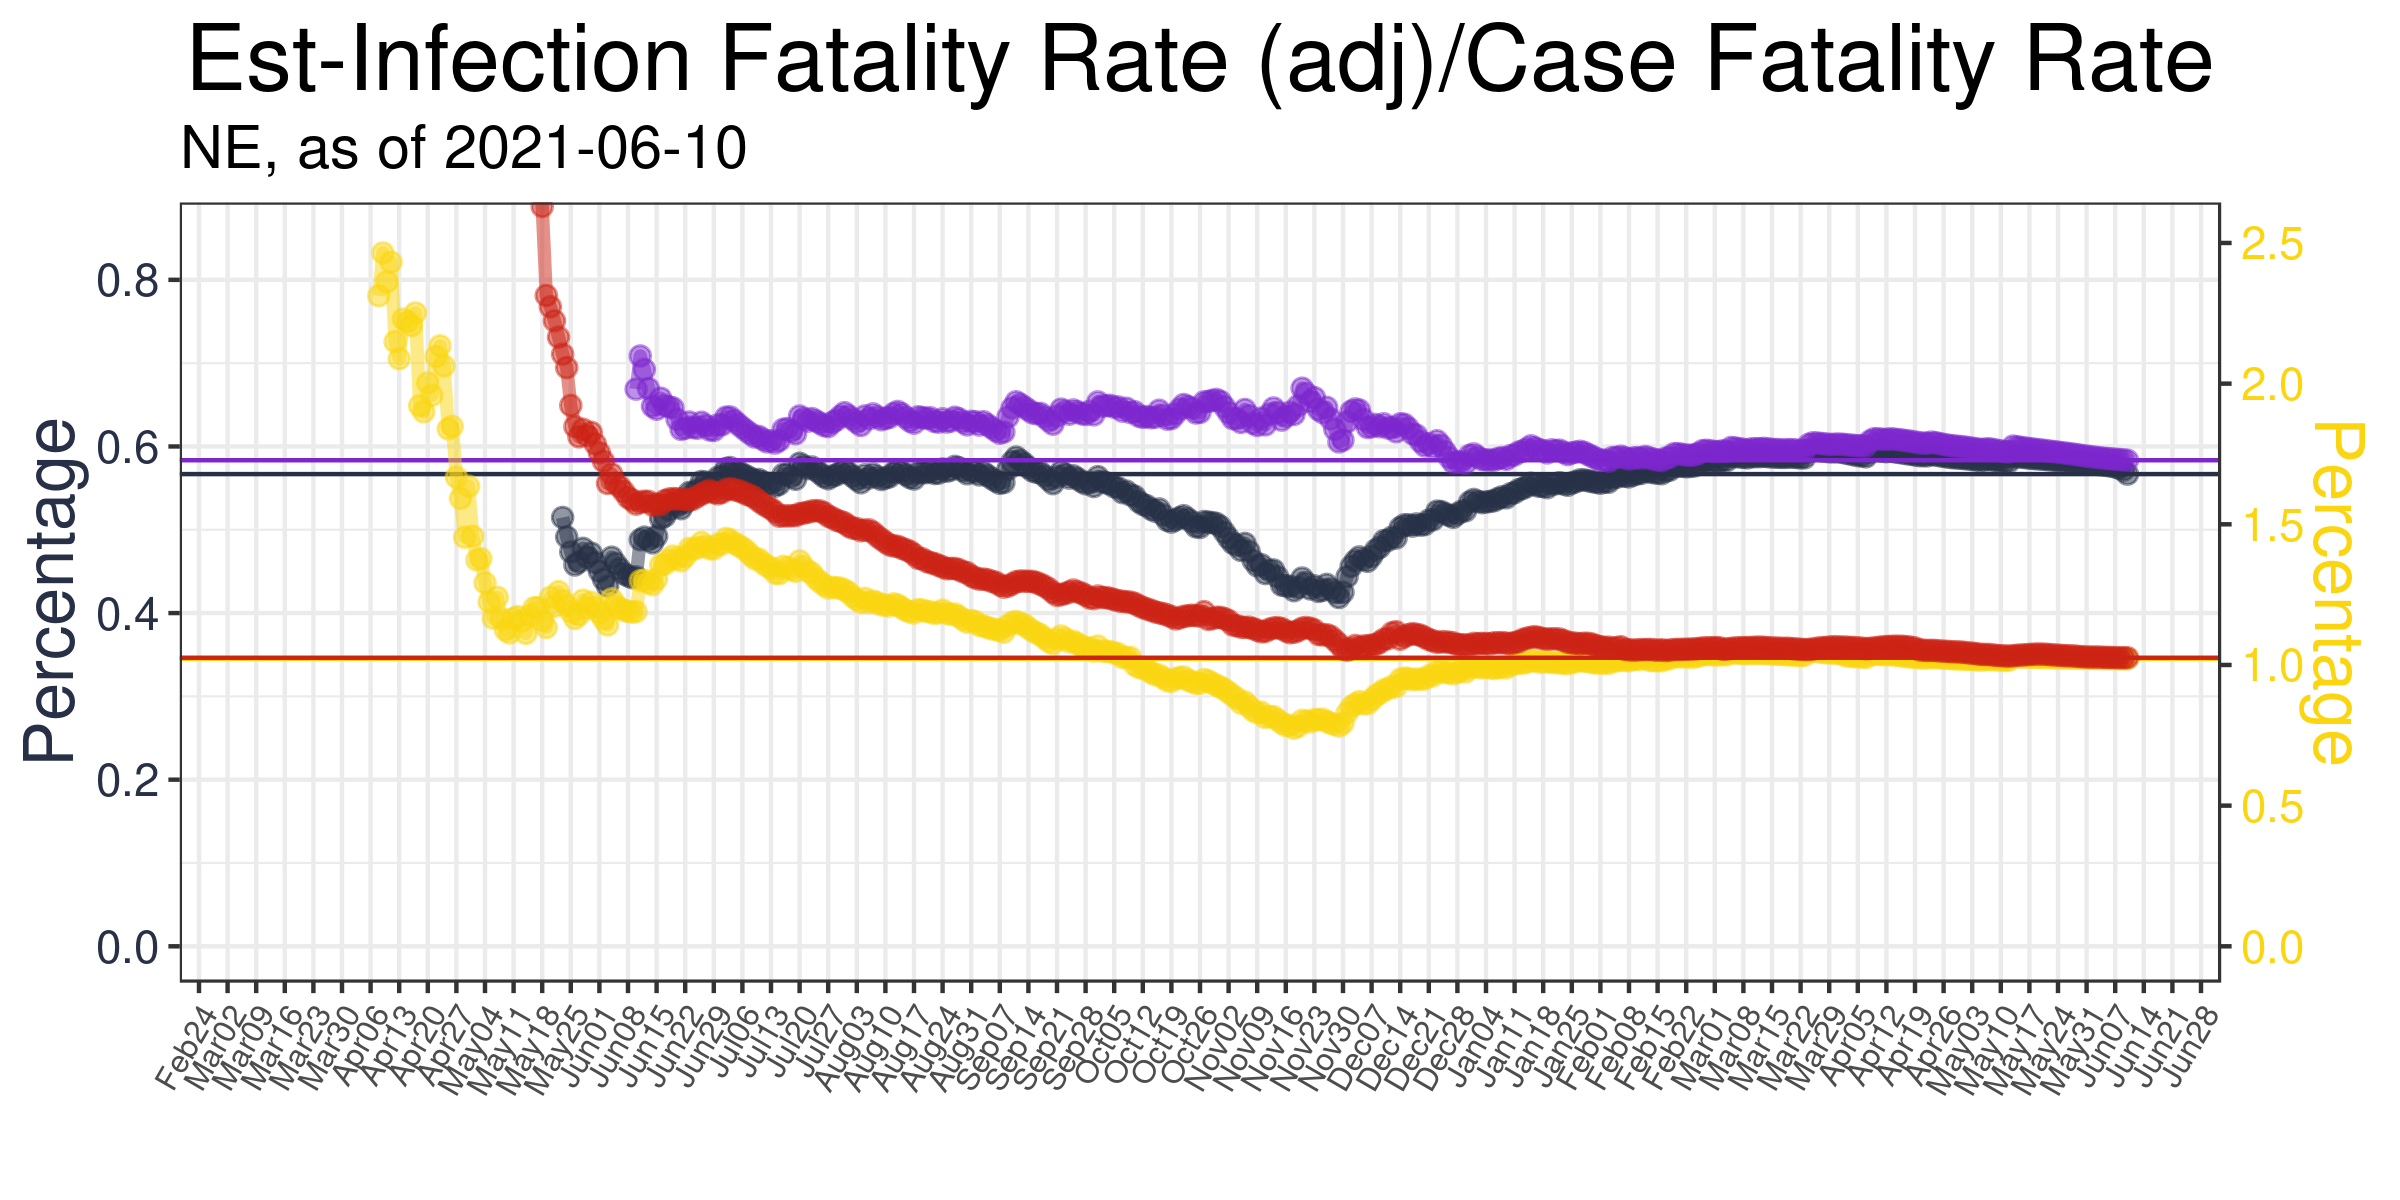 Est-Infection Fatality Rate (adj)/Case Fatality Rate
NE, as of 2021-06-10
Percentage
0.8
0.6
0.4
0.2
0.0
2.5
2.0
1.5
1.0
0.5
0.0
Percentage
Feb24
Mar02
Mar09
Mar16
Mar23
Mar30
Apr06
Apr13
Apr20
Apr27
May04
May11
May18
May25
Jun01
Jun08
Jun15
Jun22
Jun29
Jul06
Jul13
Jul20
Jul27
Aug03
Aug10
Aug17
Aug24
Aug31
Sep07
Sep14
Sep21
Sep28
Oct05
Oct12
Oct19
Oct26
Nov02
Nov09
Nov16
Nov23
Nov30
Dec07
Dec14
Dec21
Dec28
Jan04
Jan11
Jan18
Jan25
Feb01
Feb08
Feb15
Feb22
Mar01
Mar08
Mar15
Mar22
Mar29
Apr05
Apr12
Apr19
Apr26
May03
May10
May17
May24
May31
Jun07
Jun14
Jun21
Jun28